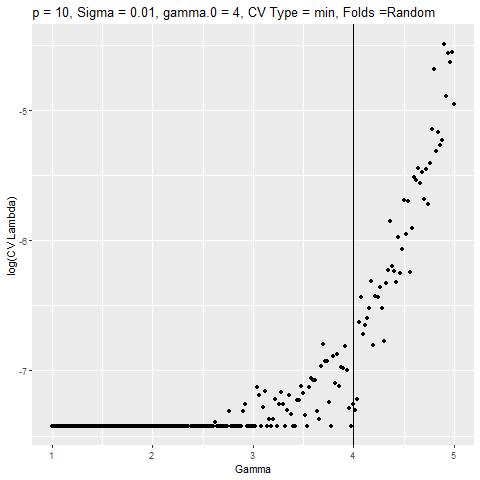 p = 10, Sigma = 0.01, gamma.0 = 4, CV Type = min, Folds =Random
log(CV Lambda)
-5
-6
-7
1
2
3
4
5
Gamma